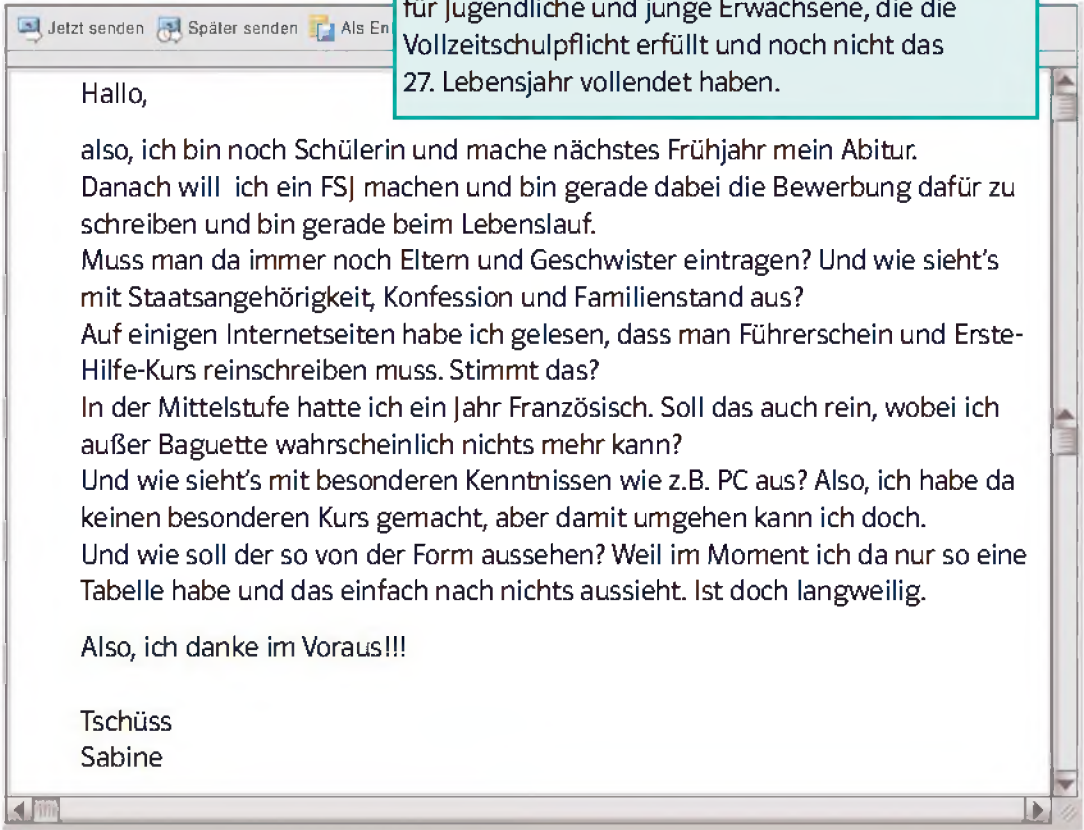 Jetzt senden Später senden Als En
für Jugendliche und junge Erwachsene, die die
Vollzeitschulpflicht erfüllt und noch nicht das
27. Lebensjahr vollendet haben.
Hallo,
also, ich bin noch Schülerin und mache nächstes Frühjahr mein Abitur.
Danach will ich ein FSJ machen und bin gerade dabei die Bewerbung dafür zu
schreiben und bin gerade beim Lebenslauf.
Muss man da immer noch Eltern und Geschwister eintragen? Und wie sieht's
mit Staatsangehörigkeit, Konfession und Familienstand aus?
Auf einigen Internetseiten habe ich gelesen, dass man Führerschein und Erste-
Hilfe-Kurs reinschreiben muss. Stimmt das?
In der Mittelstufe hatte ich ein Jahr Französisch. Soll das auch rein, wobei ich
außer Baguette wahrscheinlich nichts mehr kann?
Und wie sieht's mit besonderen Kenntnissen wie z.B. PC aus? Also, ich habe da
keinen besonderen Kurs gemacht, aber damit umgehen kann ich doch.
Und wie soll der so von der Form aussehen? Weil im Moment ich da nur so eine
Tabelle habe und das einfach nach nichts aussieht. Ist doch langweilig.
Also, ich danke im Voraus!!!
Tschüss
Sabine